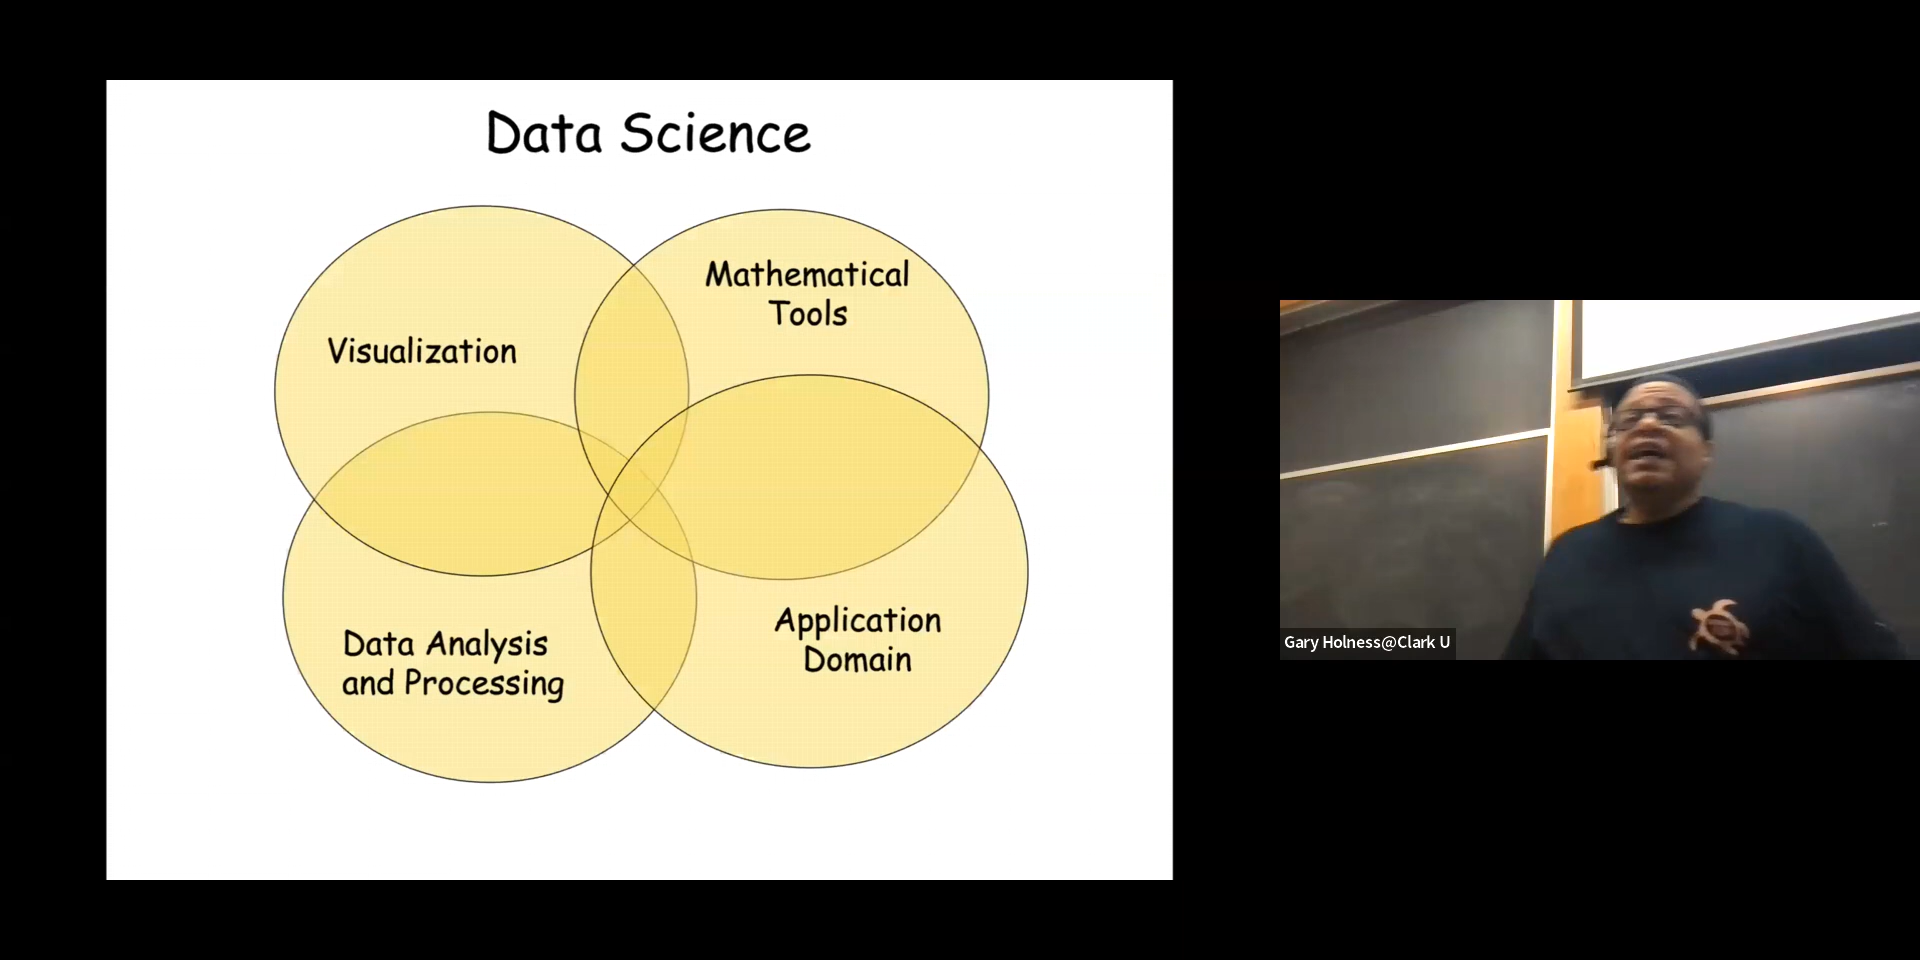 Data Science
Visualization
Mathematical
Tools
Data Analysis
and Processing
Application
Domain
Gary Holness@Clark U